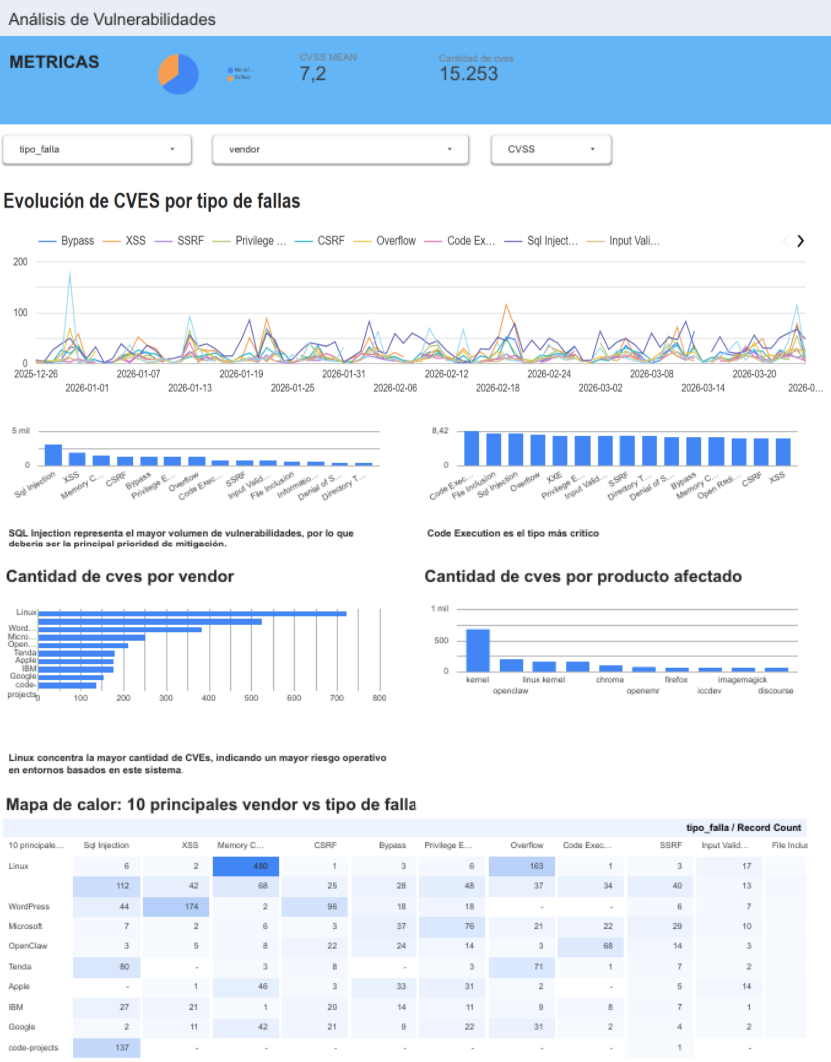 Análisis de Vulnerabilidades
METRICAS
CVSS MEAN
7,2
Cantidad de cves
15.253
tipo_falla
vendor
CVSS
Evolución de CVES por tipo de fallas
Bypass XSS SSRF Privilege ... CSRF Overflow Code Ex... Sql Inject... Input Vali...
200
100
0
2025-12-26 2026-01-07 2026-01-19 2026-01-31 2026-02-12 2026-02-24 2026-03-08 2026-03-20
2026-01-01 2026-01-13 2026-01-25 2026-02-06 2026-02-18 2026-03-02 2026-03-14 2026-0...
5 mil
0
Sql Injection XSS Memory C... CSRF Bypass Privilege E... Overflow Code Exec... SSRF Input Valid... File Inclusion Informatio... Denial of S... Directory T...
8,42
0
Code Exec... File Inclusion Sql Injection Overflow XXE Privilege E... Input Valid... SSRF Directory T... Denial of S... Bypass Memory C... Open Redi... CSRF XSS
SQL Injection representa el mayor volumen de vulnerabilidades, por lo que
debería ser la principal prioridad de mitigación.
Code Execution es el tipo más crítico
Cantidad de cves por vendor
Linux
Word...
Micro...
Open...
Tenda
Apple
IBM
Google
code-
projects
0 100 200 300 400 500 600 700 800
Cantidad de cves por producto afectado
1 mil
500
0
kernel linux kernel chrome firefox imagemagick
openclaw openemr iccdev discourse
Linux concentra la mayor cantidad de CVEs, indicando un mayor riesgo operativo
en entornos basados en este sistema.
Mapa de calor: 10 principales vendor vs tipo de falla
tipo_falla / Record Count
10 principale... Sql Injection XSS Memory C... CSRF Bypass Privilege E... Overflow Code Exec... SSRF Input Valid... File Inclus
Linux 6 2 480 1 3 6 163 1 3 17
112 42 68 25 28 48 37 34 40 13
WordPress 44 174 2 96 18 18 - - 6 7
Microsoft 7 2 6 3 37 76 21 22 29 10
OpenClaw 3 5 8 22 24 14 3 68 14 3
Tenda 80 - 3 8 - 3 71 1 7 2
Apple - 1 46 3 33 31 2 - 5 14
IBM 27 21 1 20 14 11 9 8 7 1
Google 2 11 42 21 9 22 31 2 4 2
code-projects 137 - - - - - - - 1 -